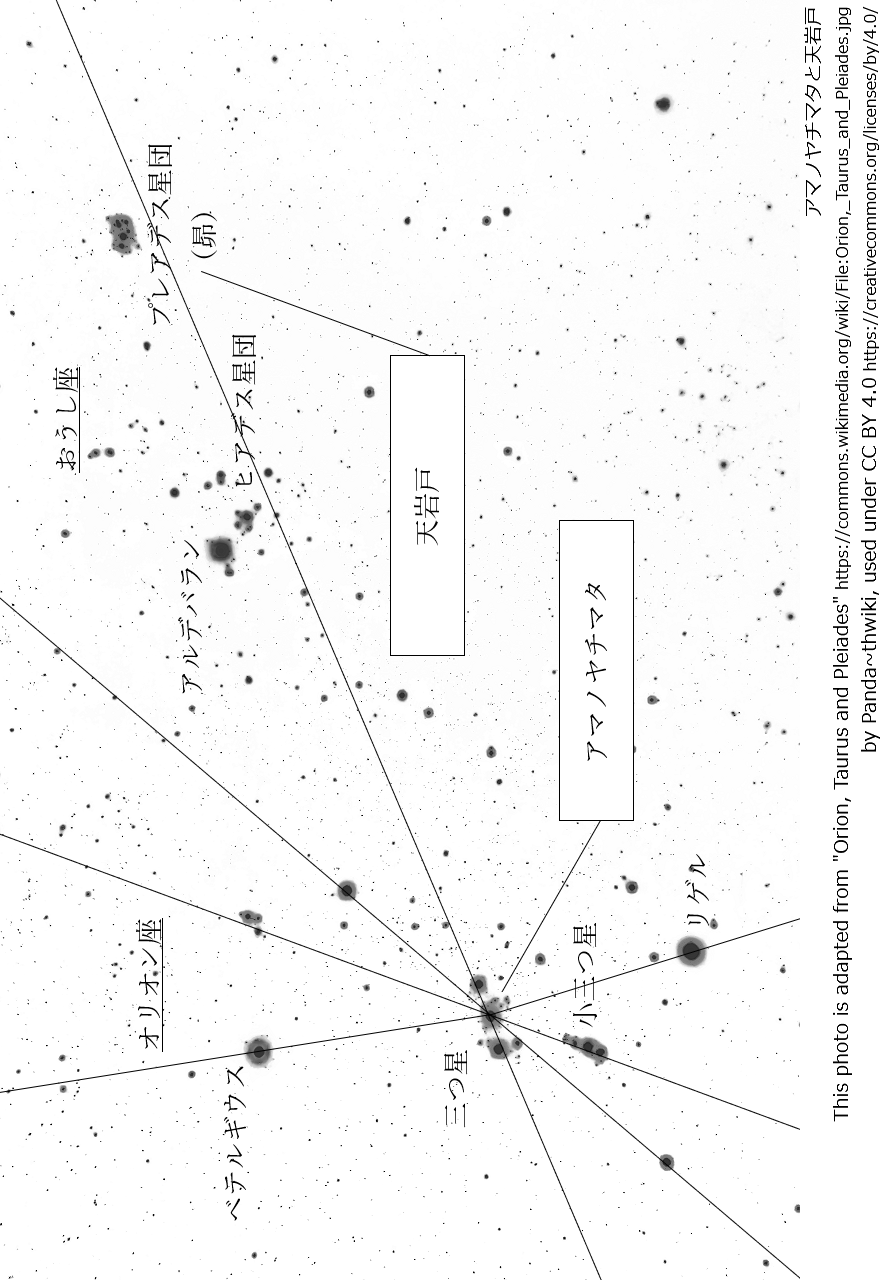 アマノヤチマタと天岩戸
This photo is adapted from "Orion, Taurus and Pleiades" https://commons.wikimedia.org/wiki/File:Orion,_Taurus_and_Pleiades.jpg
by Panda~thwiki, used under CC BY 4.0 https://creativecommons.org/licenses/by/4.0/
おうし座
プレアデス星団
(昴)
ヒアデス星団
アルデバラン
天岩戸
アマノヤチマタ
オリオン座
ベテルギウス
三つ星
小三つ星
リゲル